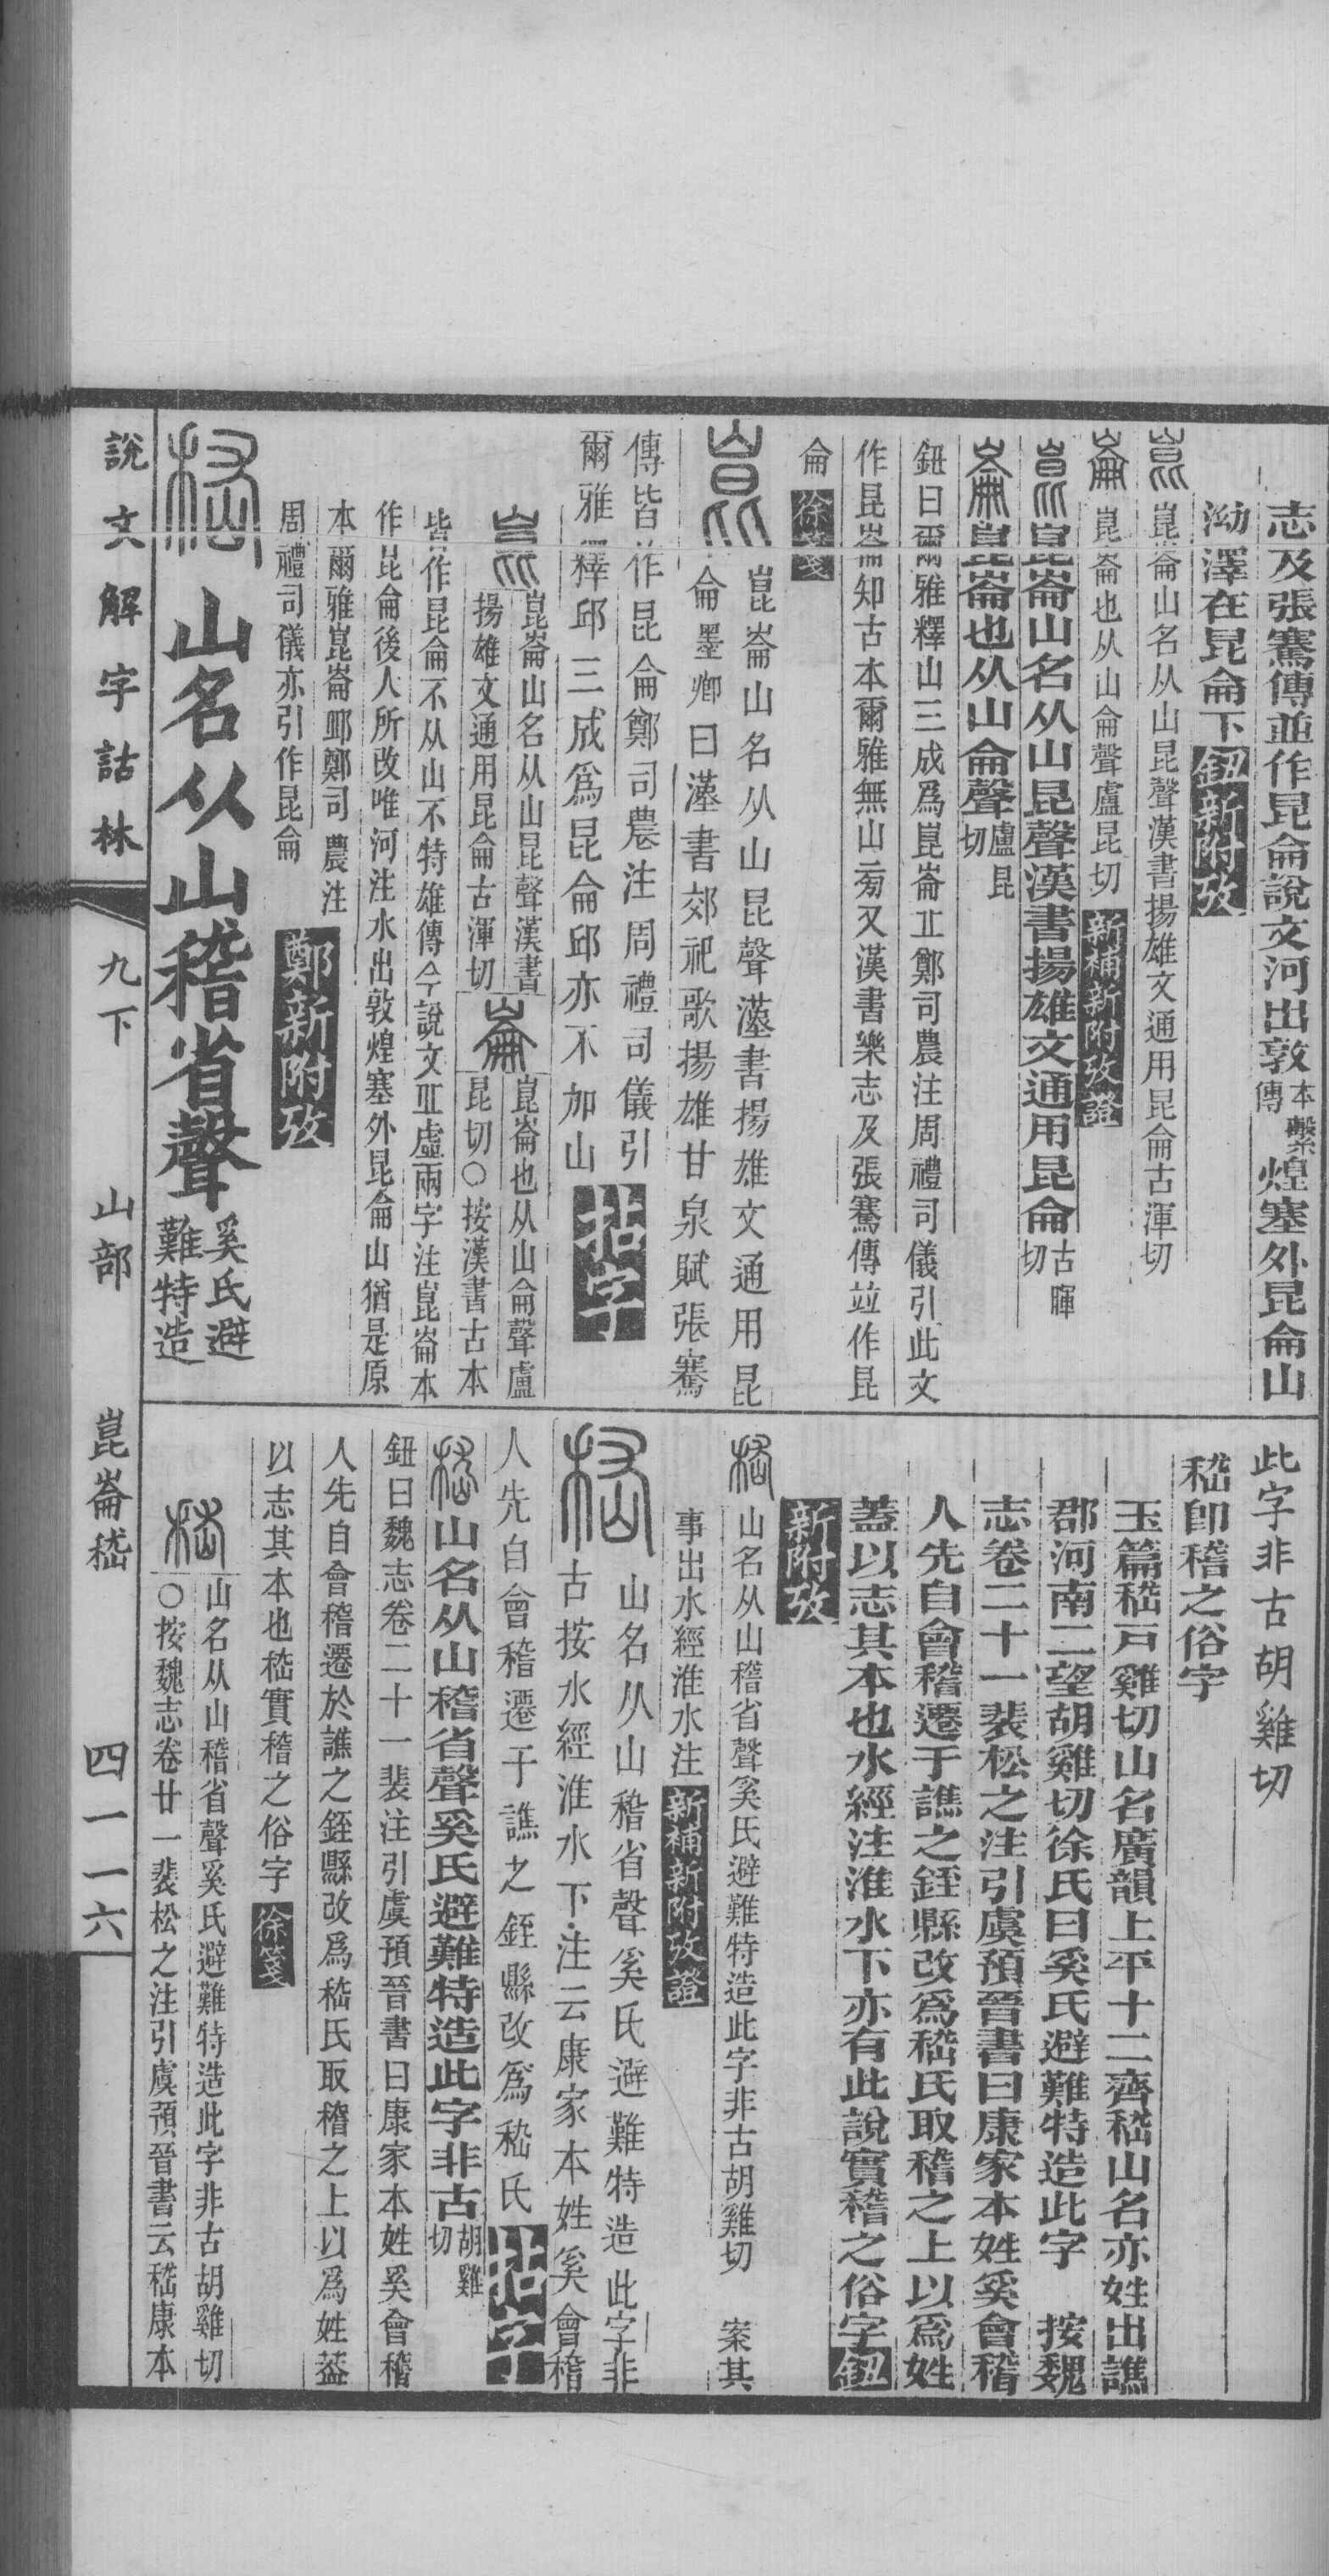 志及張騫傳並作昆侖說文河出敦本繫傳煌塞外昆侖山
泑澤在昆侖下鈕新附攷
崑崑崙山名从山昆聲漢書揚雄文通用昆侖古渾切
崙崑崙也从山侖聲盧昆切新補新附攷證
崑崑崙山名从山昆聲漢書揚雄文通用昆侖古暉切
崙崑崙也从山侖聲盧昆切
鈕曰爾雅釋山三成爲崑崙丠鄭司農注周禮司儀引此文
作昆崙知古本爾雅無山㫄又漢書樂志及張騫傳竝作昆
侖徐箋
崑崑崙山名从山昆聲漢書揚雄文通用昆
侖墨卿曰漢書郊祀歌揚雄甘泉賦張騫
傳皆作昆侖鄭司農注周禮司儀引
爾雅釋邱三成爲昆侖邱亦不加山拈字
崑崑崙山名从山昆聲漢書
揚雄文通用昆侖古渾切
崙崑崙也从山侖聲盧
昆切○按漢書古本
皆作昆侖不从山不特雄傳今說文丠虛兩字注崑崙本
作昆侖後人所改唯河注水出敦煌塞外昆侖山猶是原
本爾雅崑崙邱鄭司農注
周禮司儀亦引作昆侖鄭新附攷
嵇山名从山稽省聲奚氏避難特造
此字非古胡雞切
嵇卽稽之俗字
玉篇嵇戸雞切山名廣韻上平十二齊嵇山名亦姓出譙
郡河南二望胡雞切徐氏曰奚氏避難特造此字 按魏
志卷二十一裴松之注引虞預晉書曰康家本姓奚會稽
人先自會稽遷于譙之銍縣改爲嵇氏取稽之上以爲姓
蓋以志其本也水經注淮水下亦有此說實稽之俗字鈕
新附攷
嵇山名从山稽省聲奚氏避難特造此字非古胡雞切 案其
事出水經淮水注新補新附攷證
嵇山名从山稽省聲奚氏避難特造此字非
古按水經淮水下注云康家本姓奚會稽
人先自會稽遷于譙之銍縣改爲嵇氏拈字
嵇山名从山稽省聲奚氏避難特造此字非古胡雞切
鈕曰魏志卷二十一裴注引虞預晉書曰康家本姓奚會稽
人先自會稽遷於譙之銍縣改爲嵇氏取稽之上以爲姓蓋
以志其本也嵇實稽之俗字徐箋
嵇山名从山稽省聲奚氏避難特造此字非古胡雞切
○按魏志卷廿一裴松之注引虞預晉書云嵇康本
說文解字詁林 九下 山部 崑崙嵇 四一一六